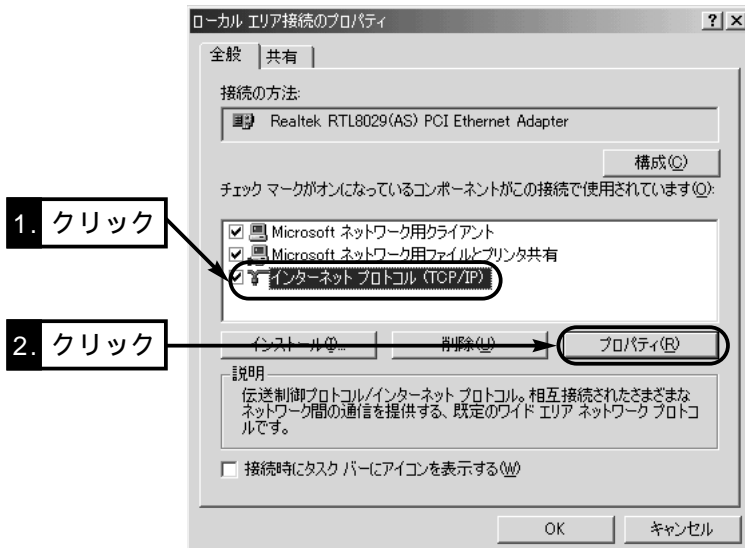 ローカル エリア接続のプロパティ
全般 共有
接続の方法:
Realtek RTL8029(AS) PCI Ethernet Adapter
構成(C)
チェック マークがオンになっているコンポーネントがこの接続で使用されています(O):
1. クリック
Microsoft ネットワーク用クライアント
Microsoft ネットワーク用ファイルとプリンタ共有
インターネット プロトコル (TCP/IP)
2. クリック
インストール(I)... 削除(U) プロパティ(R)
説明
伝送制御プロトコル/インターネット プロトコル。相互接続されたさまざまな
ネットワーク間の通信を提供する、既定のワイド エリア ネットワーク プロトコ
ルです。
接続時にタスク バーにアイコンを表示する(W)
OK キャンセル